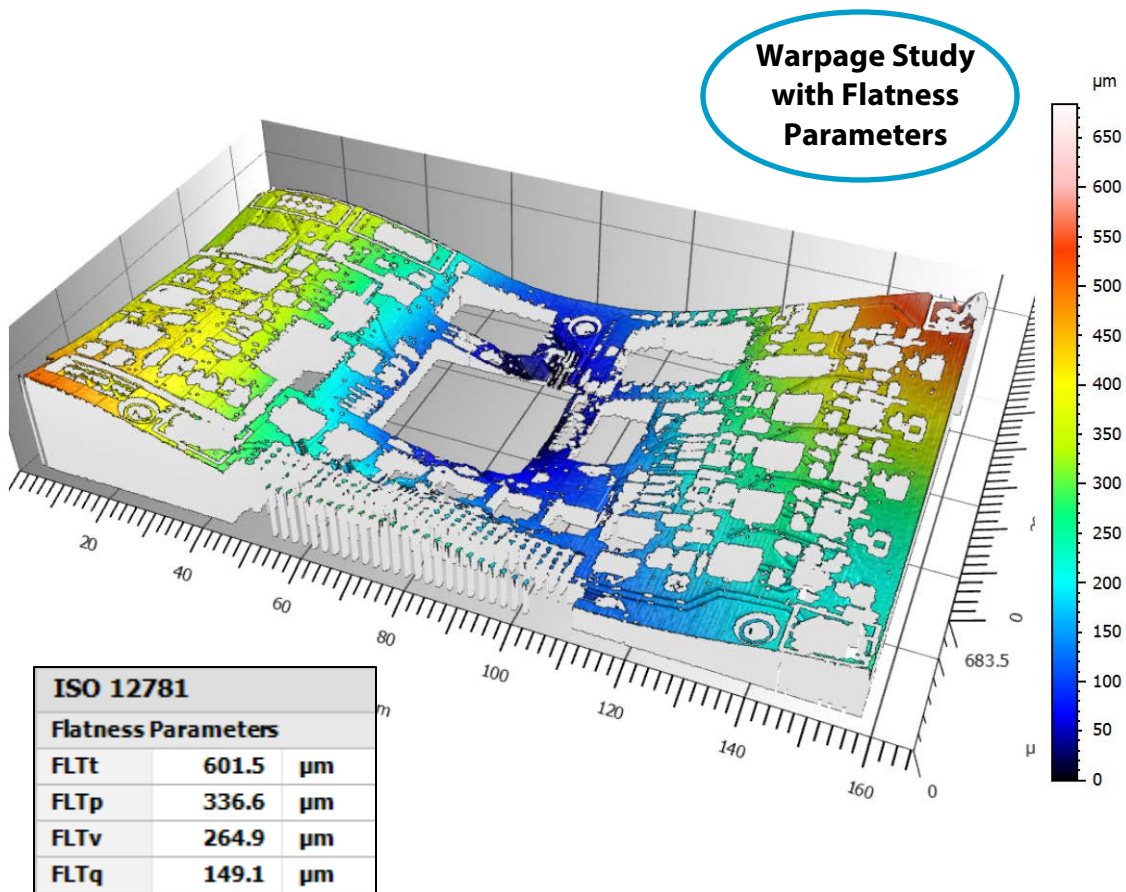 Warpage Study
with Flatness
Parameters
µm
650
600
550
500
450
400
350
300
250
200
150
100
50
0
20
40
60
80
100
120
140
160
0
683.5
0
m
µ
ISO 12781
Flatness Parameters
FLTt 601.5 µm
FLTp 336.6 µm
FLTv 264.9 µm
FLTq 149.1 µm